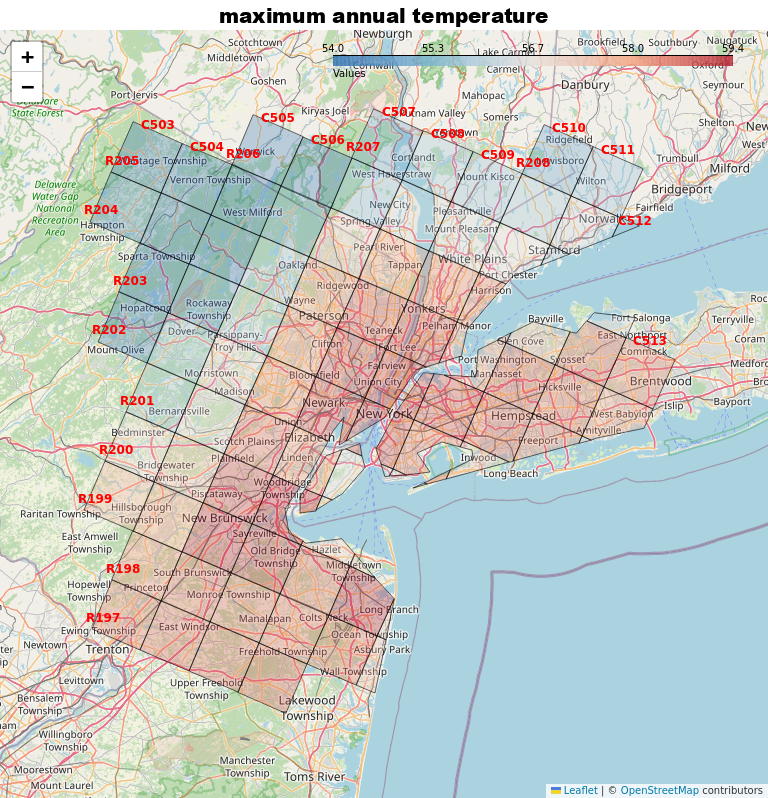 maximum annual temperature
+
−
54.0 55.3 56.7 58.0 59.4
Values
Newburgh
Scotchtown
Middletown
Goshen
Port Jervis
Kiryas Joel
Cornwall
Lake Carmel
Carmel
Brookfield
Southbury
Naugatuck
Oxford
Seymour
Danbury
Mahopac
Somers
Putnam Valley
Shelton
Trumbull
Milford
Bridgeport
Fairfield
Ridgefield
Wilton
Norwalk
Stamford
Delaware
State Forest
Delaware
Water Gap
National
Recreation
Area
C503
C504
C505
C506
C507
C508
C509
C510
C511
C512
C513
R197
R198
R199
R200
R201
R202
R203
R204
R205
R206
R207
R208
Vernon Township
West Milford
Hampton
Township
Sparta Township
Hopatcong
Rockaway
Township
Mount Olive
Dover
Parsippany-
Troy Hills
Morristown
Madison
Bernardsville
Bedminster
Bridgewater
Township
Hillsborough
Township
Raritan Township
East Amwell
Township
Hopewell
Township
Ewing Township
Trenton
Newtown
Levittown
Bensalem
Township
Willingboro
Township
Moorestown
Mount Laurel
Cortlandt
West Haverstraw
Mount Kisco
New City
Spring Valley
Pleasantville
Mount Pleasant
White Plains
Port Chester
Harrison
Pearl River
Tappan
Oakland
Ridgewood
Wayne
Paterson
Yonkers
Pelham Manor
Teaneck
Clifton
Fort Lee
Fairview
Union City
Bloomfield
Newark
New York
Union
Elizabeth
Linden
Scotch Plains
Plainfield
Piscataway
Woodbridge
Township
New Brunswick
Sayreville
Old Bridge
Township
Hazlet
Middletown
Township
South Brunswick
Princeton
Monroe Township
East Windsor
Manalapan
Colts Neck
Long Branch
Ocean Township
Asbury Park
Freehold Township
Wall Township
Upper Freehold
Township
Lakewood
Township
Manchester
Township
Toms River
Bayville
Glen Cove
Port Washington
Manhasset
Syosset
Hicksville
Hempstead
Freeport
Inwood
Long Beach
Amityville
West Babylon
Brentwood
Islip
Bayport
Fort Salonga
East Northport
Commack
Terryville
Coram
Leaflet | © OpenStreetMap contributors